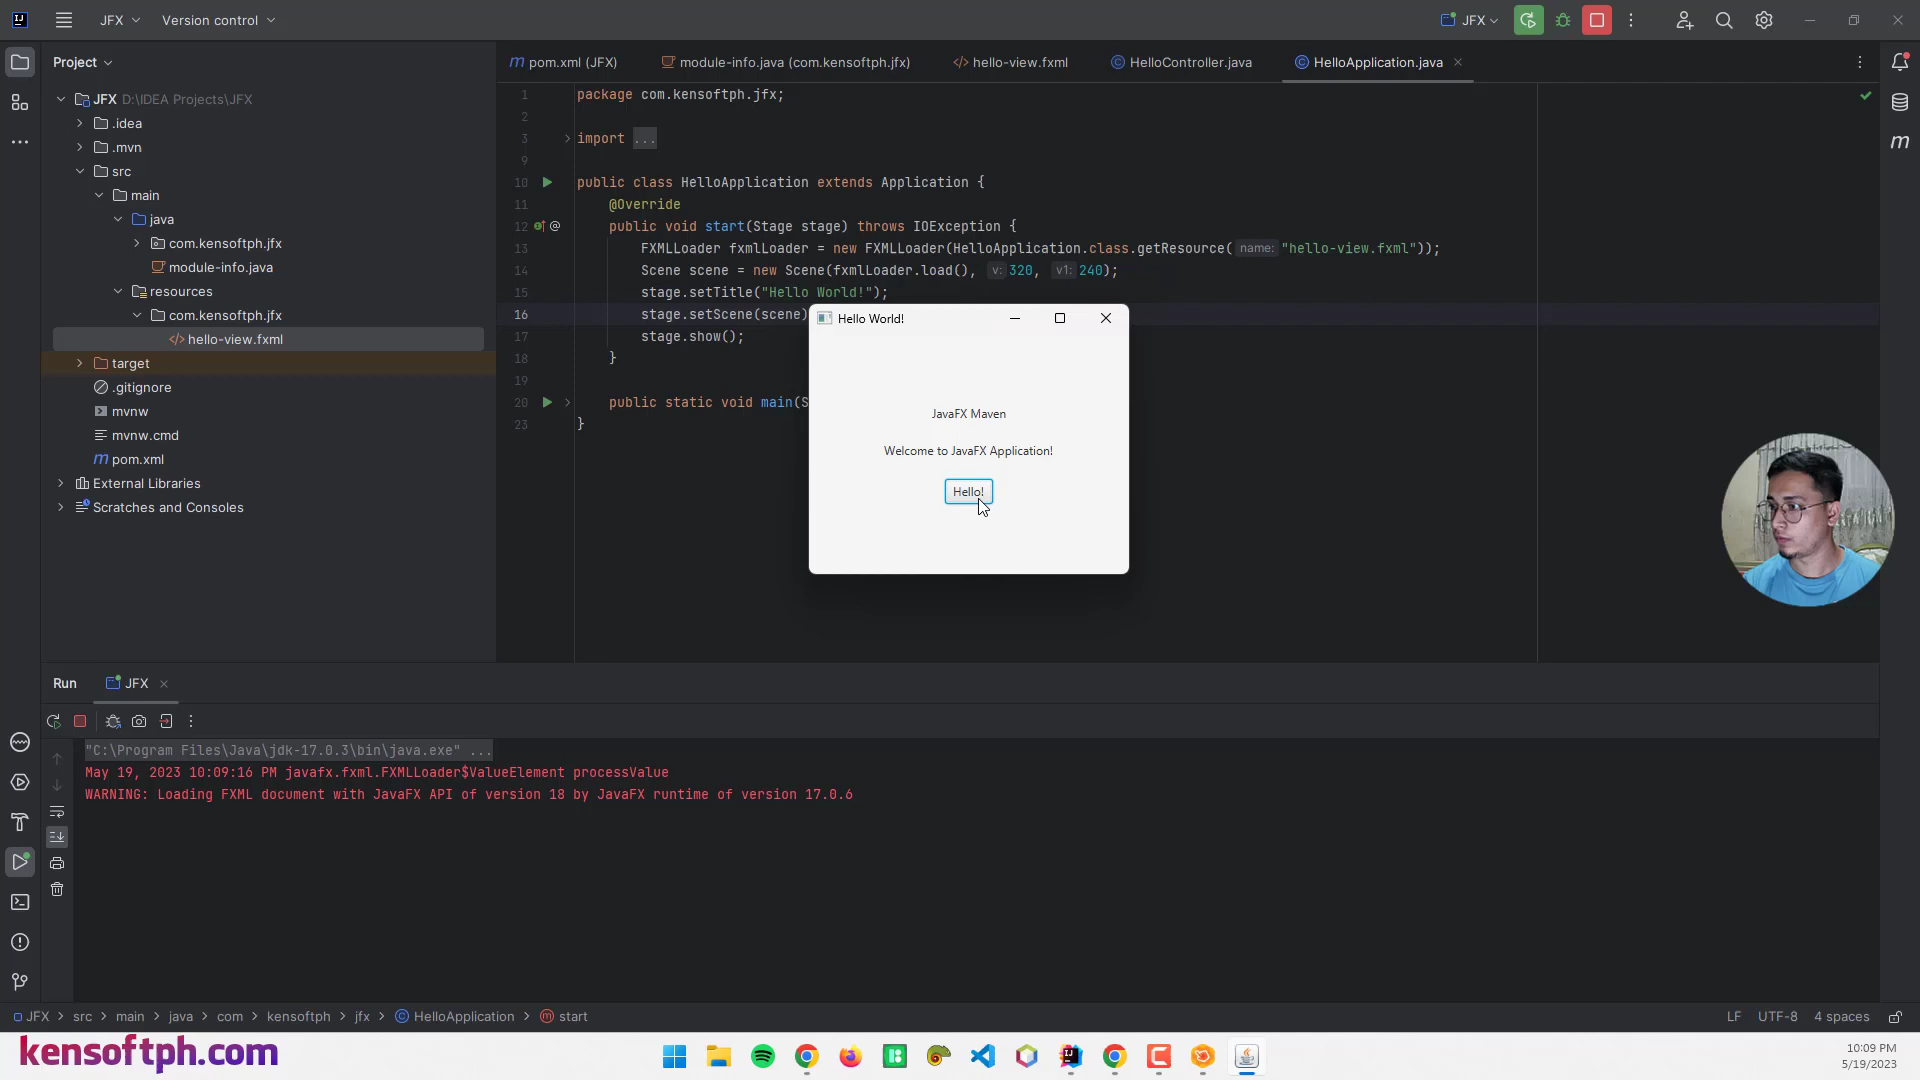 JFX
Version control
JFX
Project
pom.xml (JFX)
module-info.java (com.kensoftph.jfx)
hello-view.fxml
HelloController.java
HelloApplication.java
JFX D:\IDEA Projects\JFX
.idea
.mvn
src
main
java
com.kensoftph.jfx
module-info.java
resources
com.kensoftph.jfx
hello-view.fxml
target
.gitignore
mvnw
mvnw.cmd
pom.xml
External Libraries
Scratches and Consoles
1 package com.kensoftph.jfx;
2
3 import ...
9
10 public class HelloApplication extends Application {
11 @Override
12 public void start(Stage stage) throws IOException {
13 FXMLLoader fxmlLoader = new FXMLLoader(HelloApplication.class.getResource( name: "hello-view.fxml"));
14 Scene scene = new Scene(fxmlLoader.load(), v: 320, v1: 240);
15 stage.setTitle("Hello World!");
16 stage.setScene(scene)
17 stage.show();
18 }
19
20 public static void main(S
23 }
Hello World!
JavaFX Maven
Welcome to JavaFX Application!
Hello!
Run JFX
"C:\Program Files\Java\jdk-17.0.3\bin\java.exe" ...
May 19, 2023 10:09:16 PM javafx.fxml.FXMLLoader$ValueElement processValue
WARNING: Loading FXML document with JavaFX API of version 18 by JavaFX runtime of version 17.0.6
JFX > src > main > java > com > kensoftph > jfx > HelloApplication > start
LF UTF-8 4 spaces
kensoftph.com
10:09 PM
5/19/2023